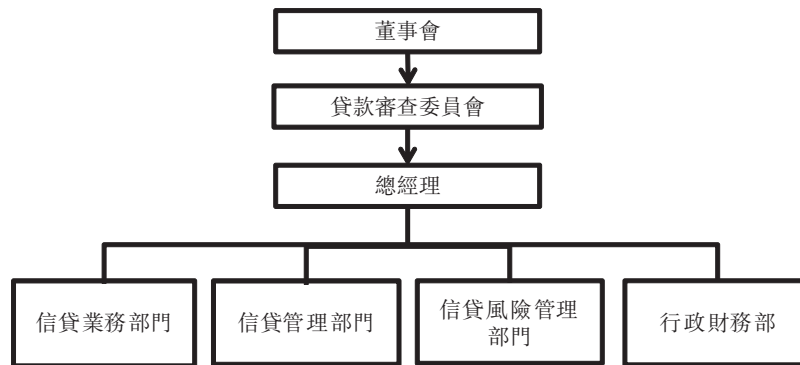 董事會
貸款審查委員會
總經理
信貸業務部門
信貸管理部門
信貸風險管理
部門
行政財務部